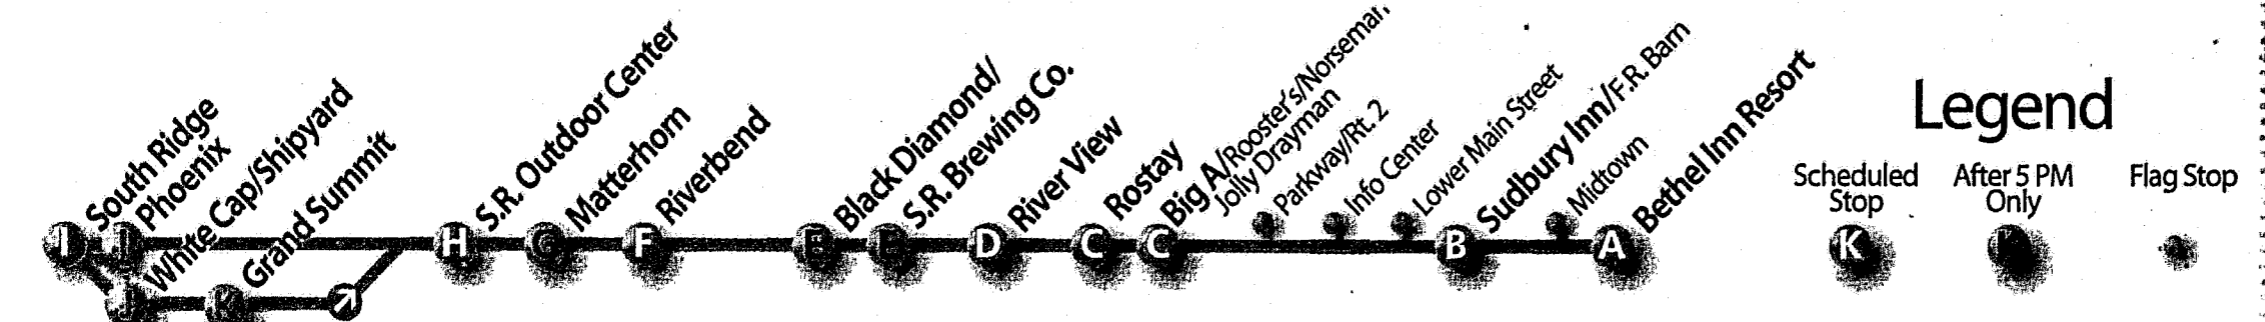 South Ridge
Phoenix
White Cap/Shipyard
Grand Summit
S.R. Outdoor Center
Matterhorn
Riverbend
Black Diamond/
S.R. Brewing Co.
River View
Rostay
Big A/Rooster's/Norseman
Jolly Drayman
Parkway/Rt. 2
Info Center
Lower Main Street
Sudbury Inn/F.R. Barn
Midtown
Bethel Inn Resort
I J H G F E E D C C B A
J K
Legend
Scheduled Stop
After 5 PM Only
Flag Stop
K